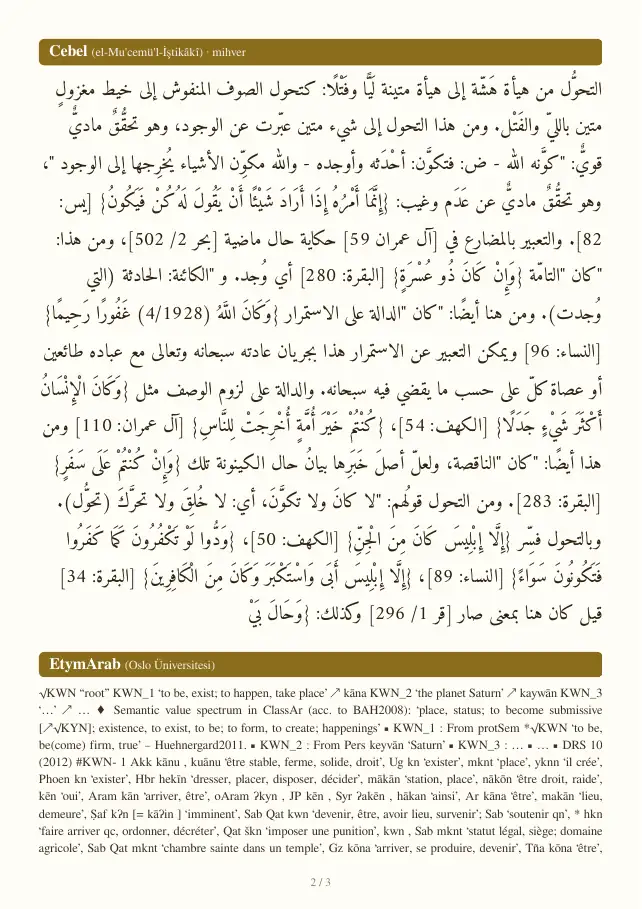 Cebel (el-Mu'cemü'l-İştikâkî) · mihver
التحوُّل من هيأة هَشّة إلى هيأة متينة لَيًّا وفَتْلًا: كتحول الصوف المنفوش إلى خيط مغزولٍ
متين بالليّ والفَتْل. ومن هذا التحول إلى شيء متين عبّرت عن الوجود، وهو تحقُّقٌ ماديٌّ
قويٌّ: "كوَّنه الله - ض: فتكوَّن: أحْدَثه وأوجده - والله مكوِّن الأشياء يُخرِجها إلى الوجود "،
وهو تحقُّقٌ ماديٌّ عن عَدَم وغيب: {إِنَّمَا أَمْرُهُ إِذَا أَرَادَ شَيْئًا أَنْ يَقُولَ لَهُ كُنْ فَيَكُونُ} [يس:
82]. والتعبير بالمضارع في [آل عمران 59] حكاية حال ماضية [بحر 2/ 502]، ومن هذا:
"كان "التامّة {وَإِنْ كَانَ ذُو عُسْرَةٍ} [البقرة: 280] أي وُجد. و "الكائنة: الحادثة (التي
وُجدت). ومن هنا أيضًا: "كان "الدالة على الاستمرار {وَكَانَ اللَّهُ (4/1928) غَفُورًا رَحِيمًا}
[النساء: 96] ويمكن التعبير عن الاستمرار هذا بجريان عادته سبحانه وتعالى مع عباده طائعين
أو عصاة كلّ على حسب ما يقضي فيه سبحانه. والدالة على لزوم الوصف مثل {وَكَانَ الْإِنْسَانُ
أَكْثَرَ شَيْءٍ جَدَلًا} [الكهف: 54]، {كُنْتُمْ خَيْرَ أُمَّةٍ أُخْرِجَتْ لِلنَّاسِ} [آل عمران: 110] ومن
هذا أيضًا: "كان "الناقصة، ولعلّ أصلَ خَبَرِها بيانُ حال الكينونة تلك {وَإِنْ كُنْتُمْ عَلَى سَفَرٍ}
[البقرة: 283]. ومن التحول قولُهم: "لا كانَ ولا تكوَّنَ، أي: لا خُلِقَ ولا تحرَّكَ (تحوُّل).
وبالتحول فسِّر {إِلَّا إِبْلِيسَ كَانَ مِنَ الْجِنِّ} [الكهف: 50]، {وَدُّوا لَوْ تَكْفُرُونَ كَمَا كَفَرُوا
فَتَكُونُونَ سَوَاءً} [النساء: 89]، {إِلَّا إِبْلِيسَ أَبَى وَاسْتَكْبَرَ وَكَانَ مِنَ الْكَافِرِينَ} [البقرة: 34]
قيل كان هنا بمعنى صار [قر 1/ 296] وكذلك: {وَحَالَ بَيْ
EtymArab (Oslo Üniversitesi)
√KWN “root” KWN_1 ‘to be, exist; to happen, take place’ ↗ kāna KWN_2 ‘the planet Saturn’ ↗ kaywān KWN_3
‘…’ ↗ … ♦ Semantic value spectrum in ClassAr (acc. to BAH2008): ‘place, status; to become submissive
[↗√KYN]; existence, to exist, to be; to form, to create; happenings’ ▪ KWN_1 : From protSem *√KWN ‘to be,
be(come) firm, true’ – Huehnergard2011. ▪ KWN_2 : From Pers keyvān ‘Saturn’ ▪ KWN_3 : … ▪ … ▪ DRS 10
(2012) #KWN- 1 Akk kānu , kuānu ‘être stable, ferme, solide, droit’, Ug kn ‘exister’, mknt ‘place’, yknn ‘il crée’,
Phoen kn ‘exister’, Hbr hekīn ‘dresser, placer, disposer, décider’, mākān ‘station, place’, nākōn ‘être droit, raide’,
kēn ‘oui’, Aram kān ‘arriver, être’, oAram ʔkyn , JP kēn , Syr ʔakēn , hākan ‘ainsi’, Ar kāna ‘être’, makān ‘lieu,
demeure’, Ṣaf kʔn [= kāʔin ] ‘imminent’, Sab Qat kwn ‘devenir, être, avoir lieu, survenir’; Sab ‘soutenir qn’, * hkn
‘faire arriver qc, ordonner, décréter’, Qat škn ‘imposer une punition’, kwn , Sab mknt ‘statut légal, siège; domaine
agricole’, Sab Qat mknt ‘chambre sainte dans un temple’, Gz kōna ‘arriver, se produire, devenir’, Tña kōna ‘être’,
2 / 3